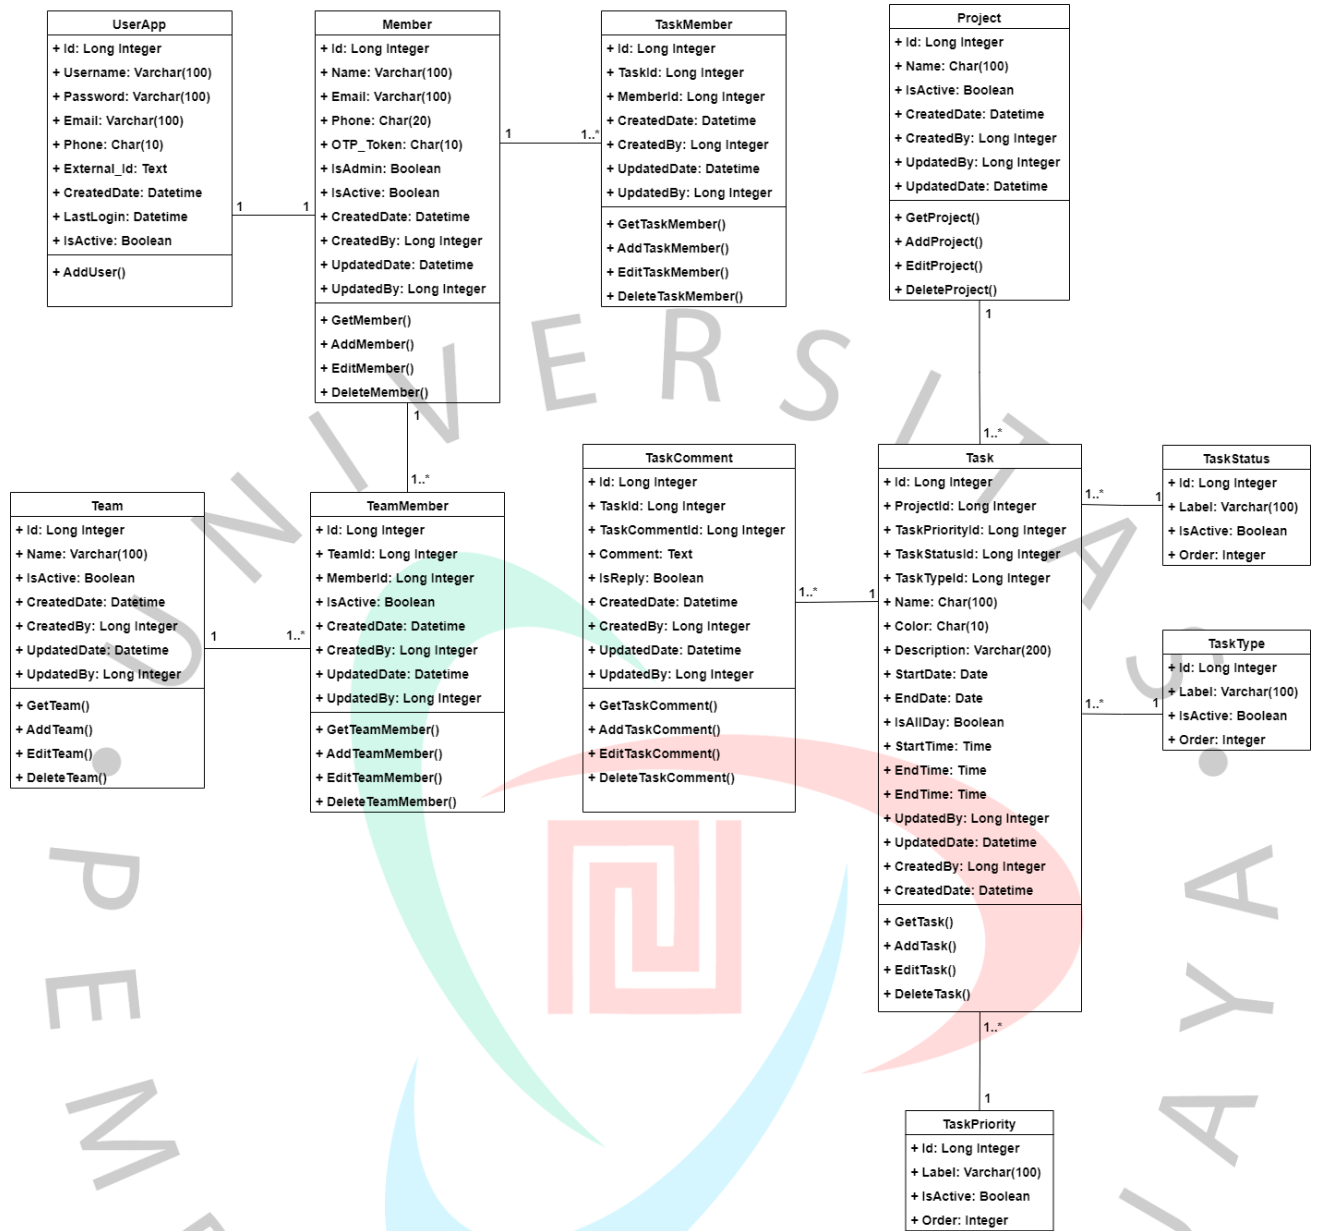 UserApp
+ Id: Long Integer
+ Username: Varchar(100)
+ Password: Varchar(100)
+ Email: Varchar(100)
+ Phone: Char(10)
+ External_Id: Text
+ CreatedDate: Datetime
+ LastLogin: Datetime
+ IsActive: Boolean
+ AddUser()
1
1
Member
+ Id: Long Integer
+ Name: Varchar(100)
+ Email: Varchar(100)
+ Phone: Char(20)
+ OTP_Token: Char(10)
+ IsAdmin: Boolean
+ IsActive: Boolean
+ CreatedDate: Datetime
+ CreatedBy: Long Integer
+ UpdatedDate: Datetime
+ UpdatedBy: Long Integer
+ GetMember()
+ AddMember()
+ EditMember()
+ DeleteMember()
1
1..*
TaskMember
+ Id: Long Integer
+ TaskId: Long Integer
+ MemberId: Long Integer
+ CreatedDate: Datetime
+ CreatedBy: Long Integer
+ UpdatedDate: Datetime
+ UpdatedBy: Long Integer
+ GetTaskMember()
+ AddTaskMember()
+ EditTaskMember()
+ DeleteTaskMember()
Project
+ Id: Long Integer
+ Name: Char(100)
+ IsActive: Boolean
+ CreatedDate: Datetime
+ CreatedBy: Long Integer
+ UpdatedBy: Long Integer
+ UpdatedDate: Datetime
+ GetProject()
+ AddProject()
+ EditProject()
+ DeleteProject()
1
1..*
1
1..*
Team
+ Id: Long Integer
+ Name: Varchar(100)
+ IsActive: Boolean
+ CreatedDate: Datetime
+ CreatedBy: Long Integer
+ UpdatedDate: Datetime
+ UpdatedBy: Long Integer
+ GetTeam()
+ AddTeam()
+ EditTeam()
+ DeleteTeam()
1
1..*
TeamMember
+ Id: Long Integer
+ TeamId: Long Integer
+ MemberId: Long Integer
+ IsActive: Boolean
+ CreatedDate: Datetime
+ CreatedBy: Long Integer
+ UpdatedDate: Datetime
+ UpdatedBy: Long Integer
+ GetTeamMember()
+ AddTeamMember()
+ EditTeamMember()
+ DeleteTeamMember()
TaskComment
+ Id: Long Integer
+ TaskId: Long Integer
+ TaskCommentId: Long Integer
+ Comment: Text
+ IsReply: Boolean
+ CreatedDate: Datetime
+ CreatedBy: Long Integer
+ UpdatedDate: Datetime
+ UpdatedBy: Long Integer
+ GetTaskComment()
+ AddTaskComment()
+ EditTaskComment()
+ DeleteTaskComment()
1..*
1
Task
+ Id: Long Integer
+ ProjectId: Long Integer
+ TaskPriorityId: Long Integer
+ TaskStatusId: Long Integer
+ TaskTypeId: Long Integer
+ Name: Char(100)
+ Color: Char(10)
+ Description: Varchar(200)
+ StartDate: Date
+ EndDate: Date
+ IsAllDay: Boolean
+ StartTime: Time
+ EndTime: Time
+ EndTime: Time
+ UpdatedBy: Long Integer
+ UpdatedDate: Datetime
+ CreatedBy: Long Integer
+ CreatedDate: Datetime
+ GetTask()
+ AddTask()
+ EditTask()
+ DeleteTask()
1..*
1
TaskStatus
+ Id: Long Integer
+ Label: Varchar(100)
+ IsActive: Boolean
+ Order: Integer
1..*
1
TaskType
+ Id: Long Integer
+ Label: Varchar(100)
+ IsActive: Boolean
+ Order: Integer
1..*
1
TaskPriority
+ Id: Long Integer
+ Label: Varchar(100)
+ IsActive: Boolean
+ Order: Integer
UNIVERSITAS